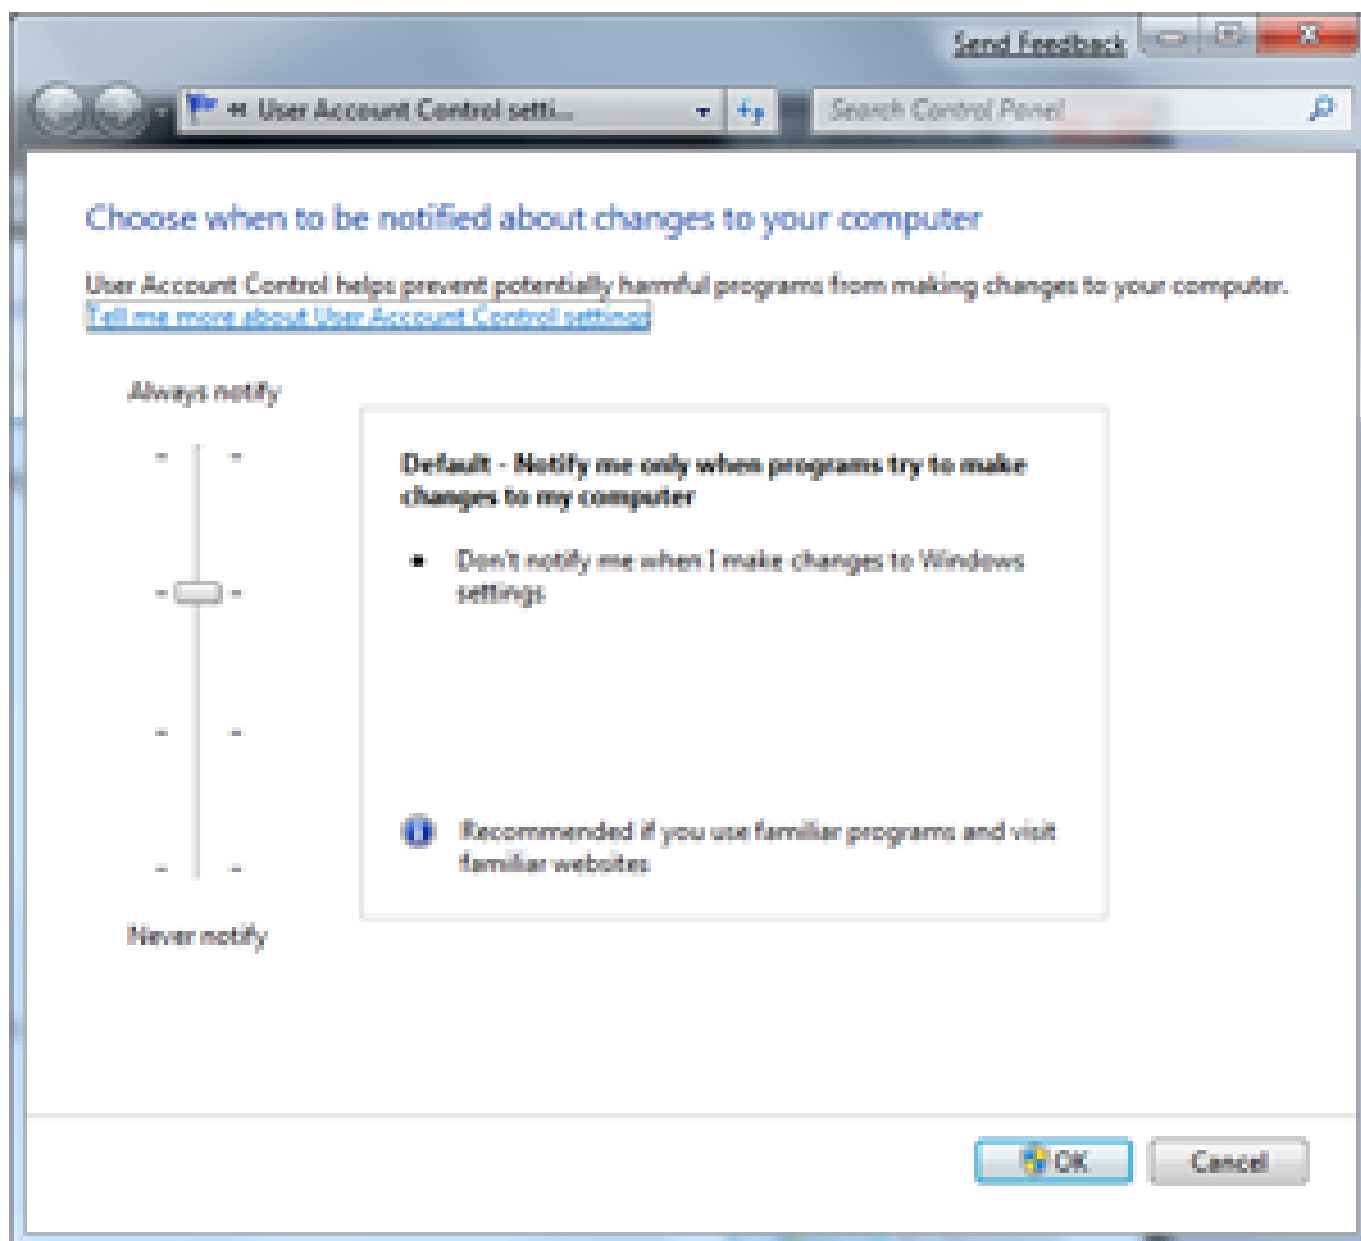 Send Feedback
User Account Control setti...
Search Control Panel
Choose when to be notified about changes to your computer
User Account Control helps prevent potentially harmful programs from making changes to your computer.
Tell me more about User Account Control settings
Always notify
Default - Notify me only when programs try to make
changes to my computer
• Don't notify me when I make changes to Windows
settings
Recommended if you use familiar programs and visit
familiar websites
Never notify
OK
Cancel